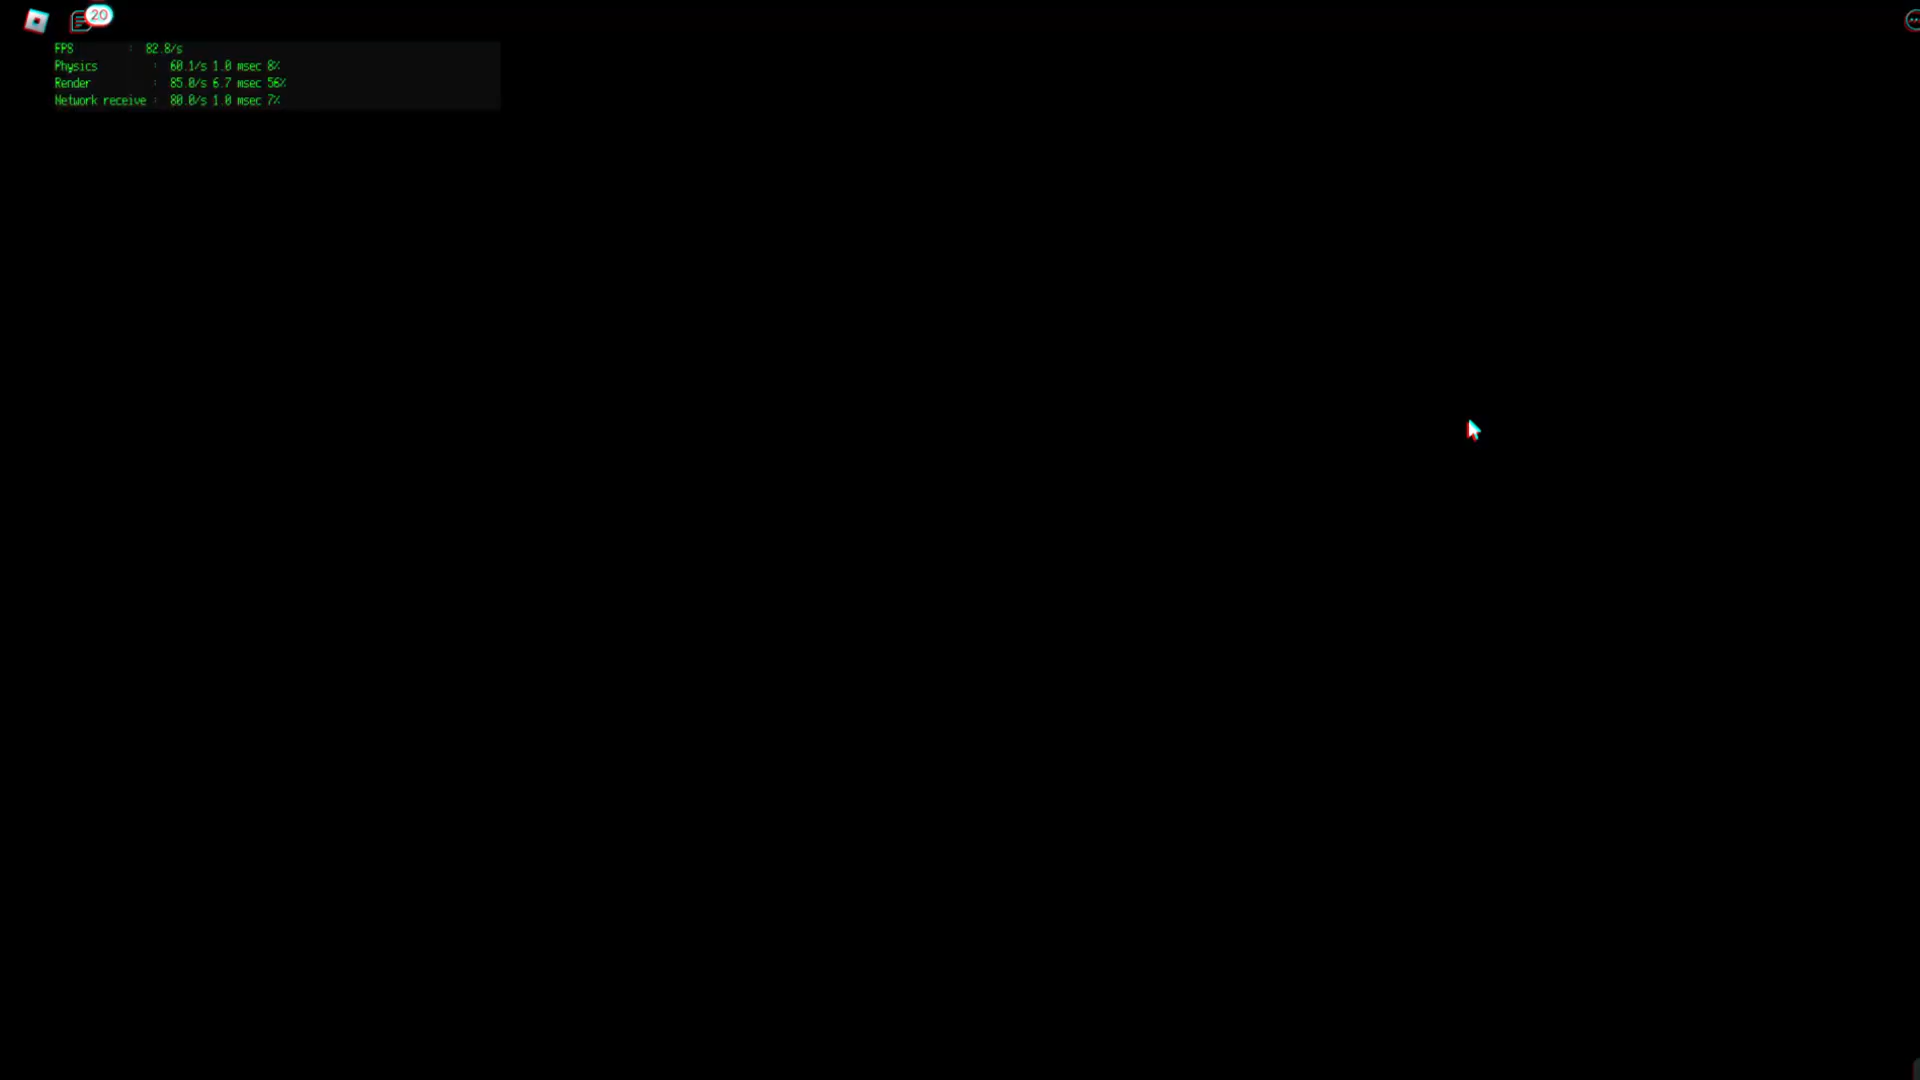 20
FPS : 82.8/s
Physics : 60.1/s 1.0 msec 8%
Render : 85.0/s 6.7 msec 56%
Network receive : 80.0/s 1.0 msec 7%